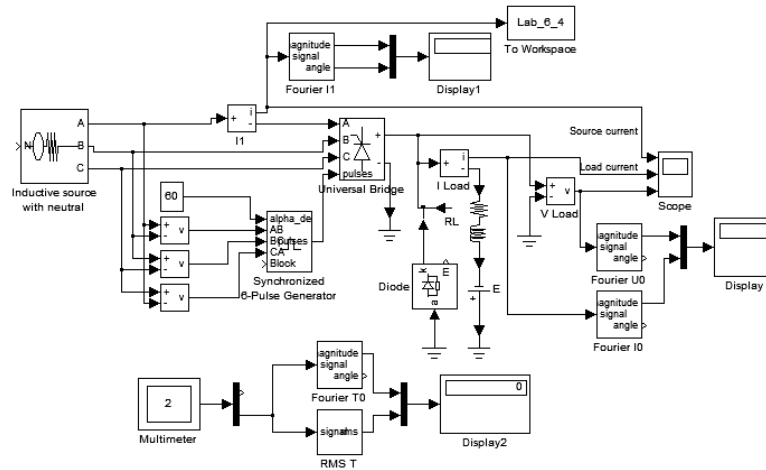 Lab_6_4
To Workspace
agnitude
signal
angle
Fourier I1
Display1
A
B
C
N
Inductive source
with neutral
+
-
i
I1
A
B
C
pulses
+
-
Universal Bridge
Source current
Load current
Scope
+
-
i
I Load
+
-
v
V Load
RL
60
alpha_de
AB
BC
CA
Block
Pulses
Synchronized
6-Pulse Generator
+
-
v
+
-
v
+
-
v
Diode
k
m
a
E
+
agnitude
signal
angle
Fourier U0
Display
agnitude
signal
angle
Fourier I0
2
Multimeter
agnitude
signal
angle
Fourier T0
signal
rms
RMS T
0
Display2